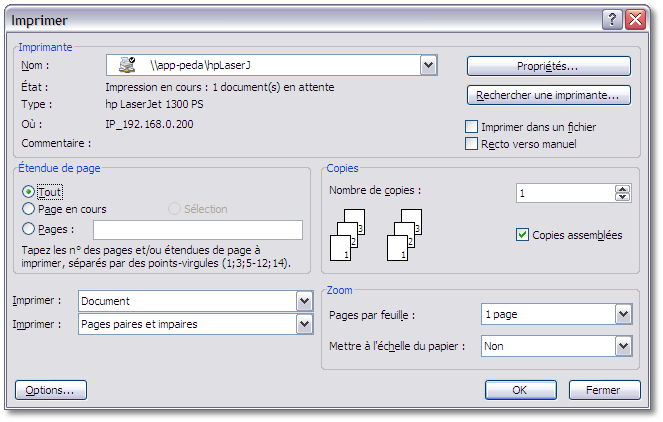 Imprimer
Imprimante
Nom :
\\app-peda\hpLaserJ
Propriétés...
État :
Impression en cours : 1 document(s) en attente
Type :
hp LaserJet 1300 PS
Rechercher une imprimante...
Où :
IP_192.168.0.200
Imprimer dans un fichier
Commentaire :
Recto verso manuel
Étendue de page
Tout
Page en cours
Sélection
Pages :
Tapez les n° des pages et/ou étendues de page à
imprimer, séparés par des points-virgules (1;3;5-12;14).
Copies
Nombre de copies :
1
3
2
1
3
2
1
Copies assemblées
Imprimer :
Document
Imprimer :
Pages paires et impaires
Zoom
Pages par feuille :
1 page
Mettre à l'échelle du papier :
Non
Options...
OK
Fermer